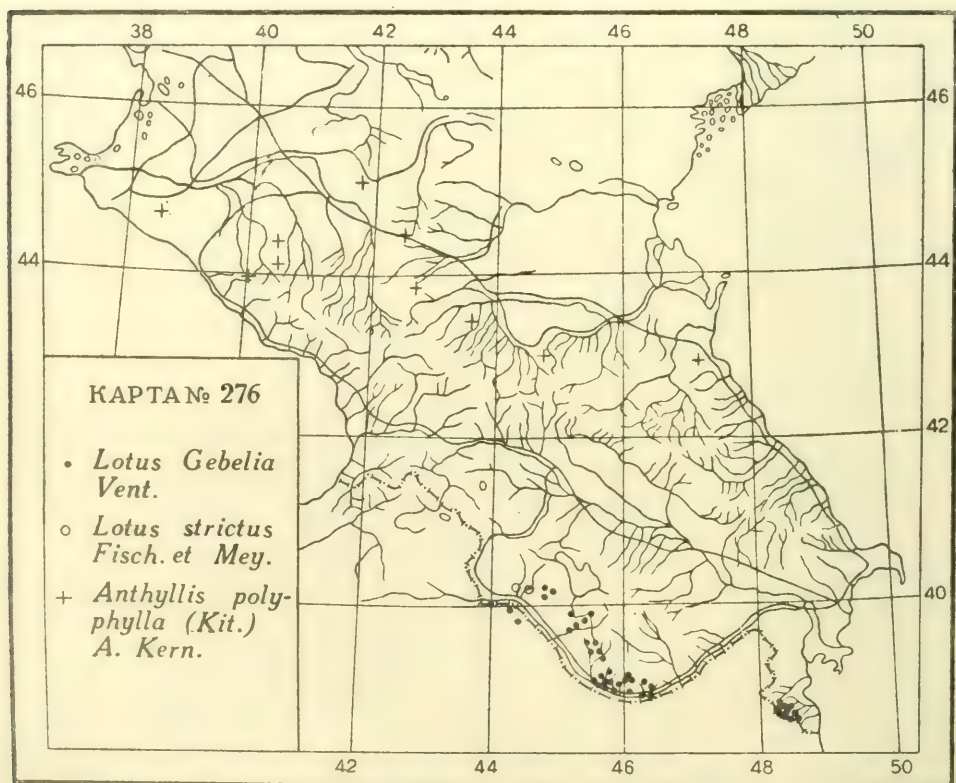 38 40 42 44 46 48 50
46 46
44 44
КАРТА № 276
42
• Lotus Gebelia
Vent.
○ Lotus strictus
Fisch. et Mey.
+ Anthyllis poly-
phylla (Kit.)
A. Kern.
40
42 44 46 48 50